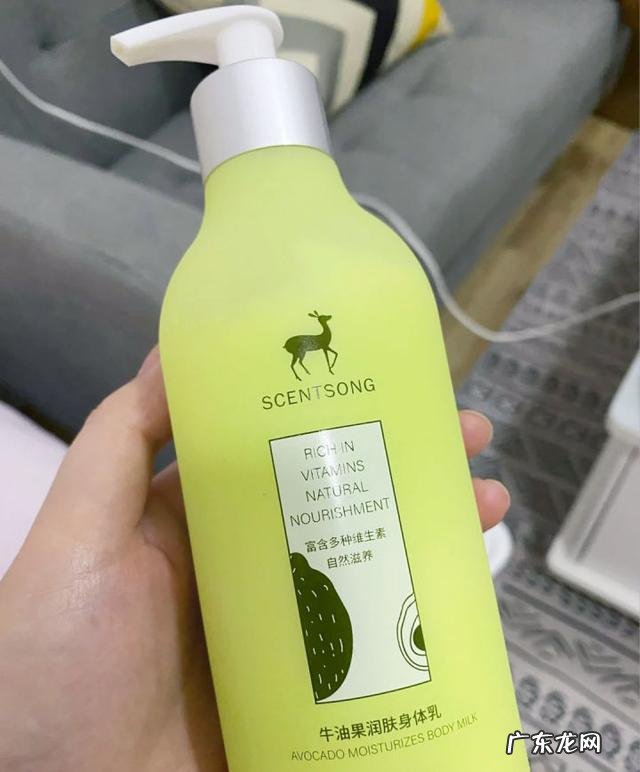 SCENTSONG
RICH IN
VITAMINS
NATURAL
NOURISHMENT
富含多种维生素
自然滋养
牛油果润肤身体乳
AVOCADO MOISTURIZES BODY MILK
广东龙网